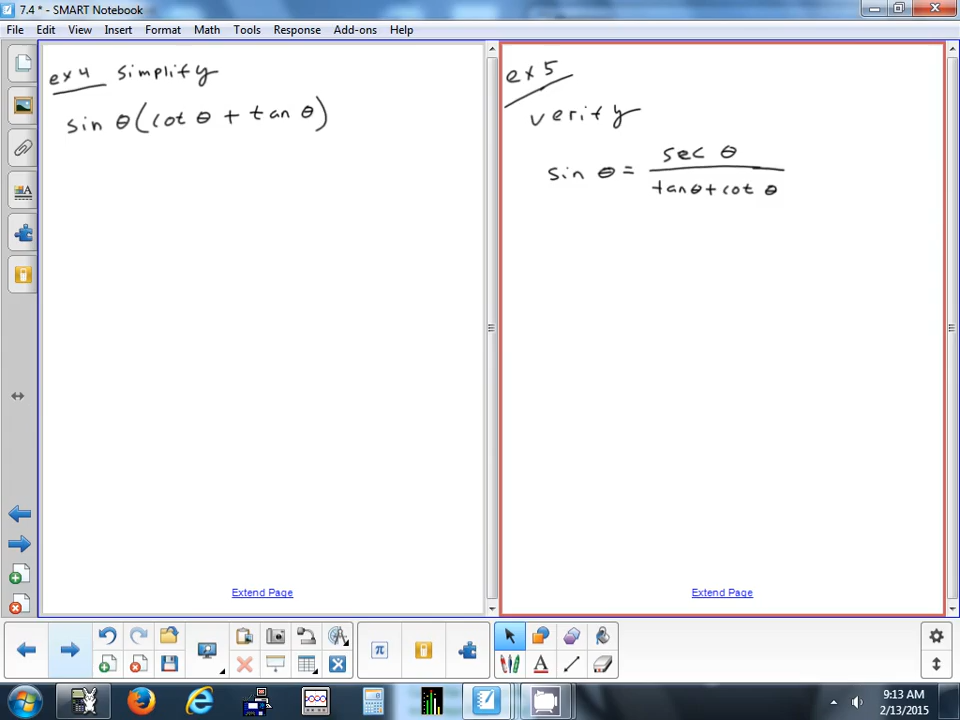 7.4 * - SMART Notebook
File Edit View Insert Format Math Tools Response Add-ons Help
ex 4 simplify
sin θ(cot θ + tan θ)
Extend Page
ex 5
verify
sin θ = sec θ
tanθ + cot θ
Extend Page
9:13 AM
2/13/2015